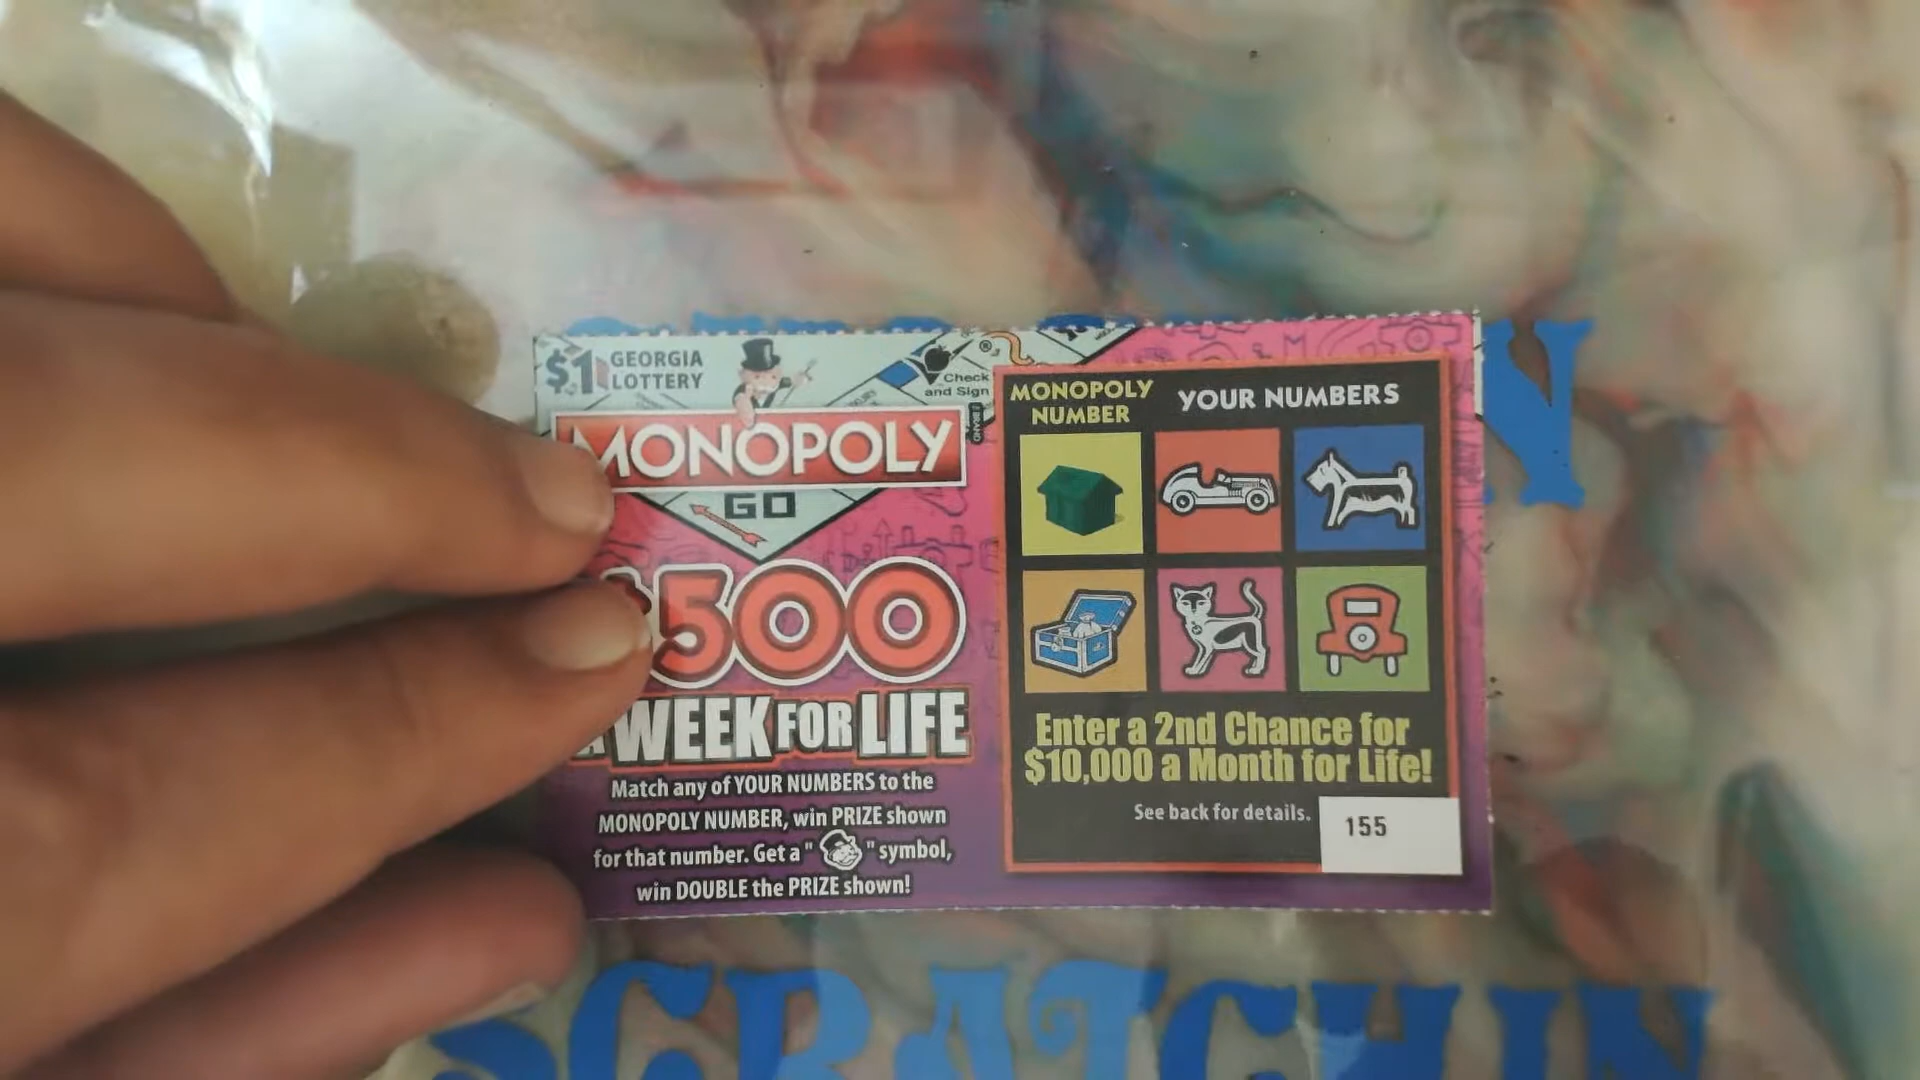 $1 GEORGIA
LOTTERY
Check
and Sign
MONOPOLY
BRAND
GO
$500
A WEEK FOR LIFE
Match any of YOUR NUMBERS to the
MONOPOLY NUMBER, win PRIZE shown
for that number. Get a " " symbol,
win DOUBLE the PRIZE shown!
MONOPOLY
NUMBER
YOUR NUMBERS
Enter a 2nd Chance for
$10,000 a Month for Life!
See back for details.
155
SCRATCHIN